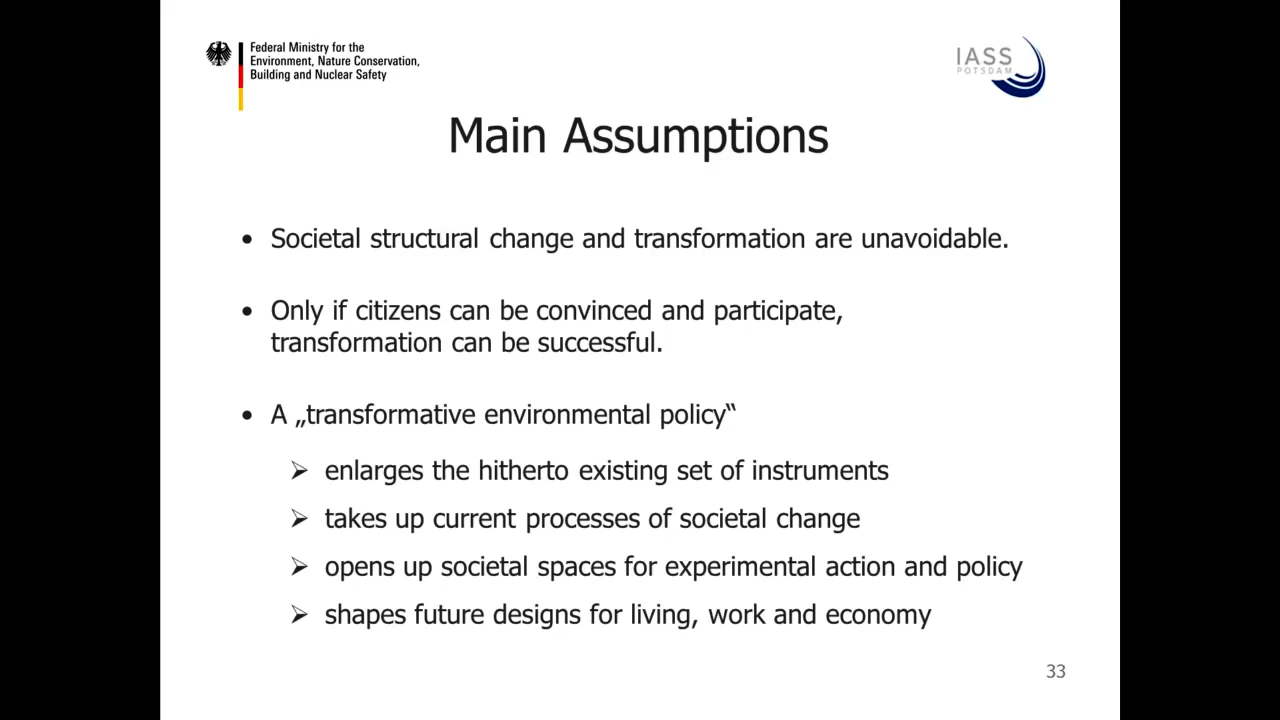 Federal Ministry for the
Environment, Nature Conservation,
Building and Nuclear Safety
IASS
POTSDAM
Main Assumptions
• Societal structural change and transformation are unavoidable.
• Only if citizens can be convinced and participate,
transformation can be successful.
• A „transformative environmental policy“
➢ enlarges the hitherto existing set of instruments
➢ takes up current processes of societal change
➢ opens up societal spaces for experimental action and policy
➢ shapes future designs for living, work and economy
33